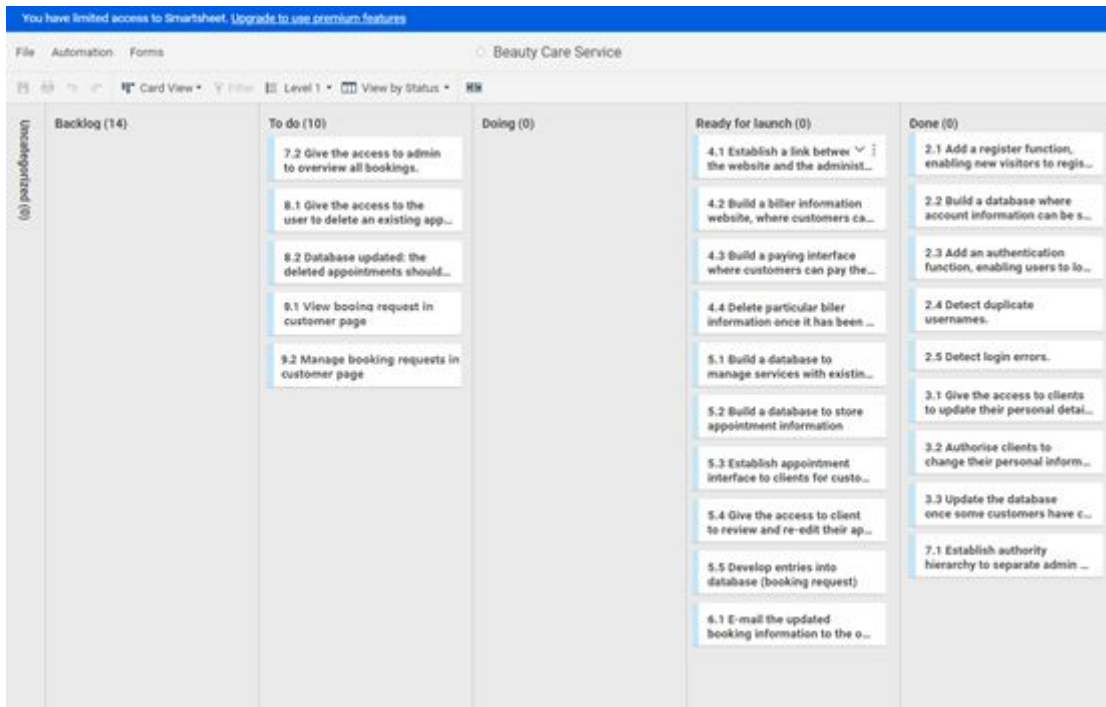 You have limited access to Smartsheet. Upgrade to use premium features
File Automation Forms
Beauty Care Service
Card View Filter Level 1 View by Status
Uncategorized (0)
Backlog (14)
To do (10)
7.2 Give the access to admin
to overview all bookings.
8.1 Give the access to the
user to delete an existing app...
8.2 Database updated: the
deleted appointments should...
9.1 View booing request in
customer page
9.2 Manage booking requests in
customer page
Doing (0)
Ready for launch (0)
4.1 Establish a link betwee
the website and the administ...
4.2 Build a biller information
website, where customers ca...
4.3 Build a paying interface
where customers can pay the...
4.4 Delete particular biler
information once it has been ...
5.1 Build a database to
manage services with existin...
5.2 Build a database to store
appointment information
5.3 Establish appointment
interface to clients for custo...
5.4 Give the access to client
to review and re-edit their ap...
5.5 Develop entries into
database (booking request)
6.1 E-mail the updated
booking information to the o...
Done (0)
2.1 Add a register function,
enabling new visitors to regis...
2.2 Build a database where
account information can be s...
2.3 Add an authentication
function, enabling users to lo...
2.4 Detect duplicate
usernames.
2.5 Detect login errors.
3.1 Give the access to clients
to update their personal detai...
3.2 Authorise clients to
change their personal inform...
3.3 Update the database
once some customers have c...
7.1 Establish authority
hierarchy to separate admin ...